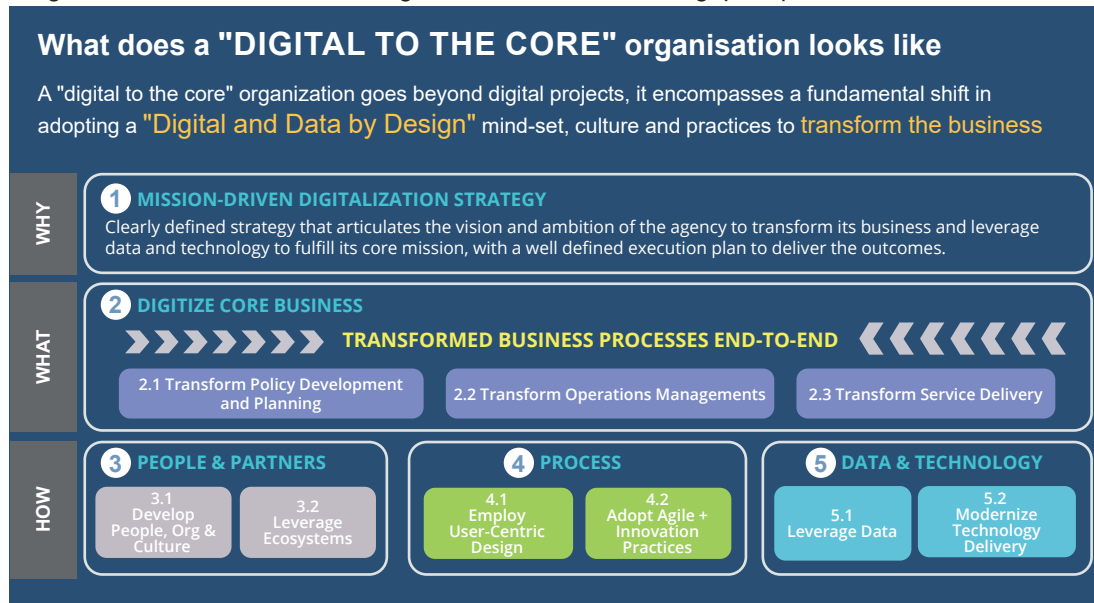 What does a "DIGITAL TO THE CORE" organisation looks like
A "digital to the core" organization goes beyond digital projects, it encompasses a fundamental shift in
adopting a "Digital and Data by Design" mind-set, culture and practices to transform the business
WHY
1 MISSION-DRIVEN DIGITALIZATION STRATEGY
Clearly defined strategy that articulates the vision and ambition of the agency to transform its business and leverage
data and technology to fulfill its core mission, with a well defined execution plan to deliver the outcomes.
WHAT
2 DIGITIZE CORE BUSINESS
TRANSFORMED BUSINESS PROCESSES END-TO-END
2.1 Transform Policy Development
and Planning
2.2 Transform Operations Managements
2.3 Transform Service Delivery
HOW
3 PEOPLE & PARTNERS
3.1
Develop
People, Org &
Culture
3.2
Leverage
Ecosystems
4 PROCESS
4.1
Employ
User-Centric
Design
4.2
Adopt Agile +
Innovation
Practices
5 DATA & TECHNOLOGY
5.1
Leverage Data
5.2
Modernize
Technology
Delivery